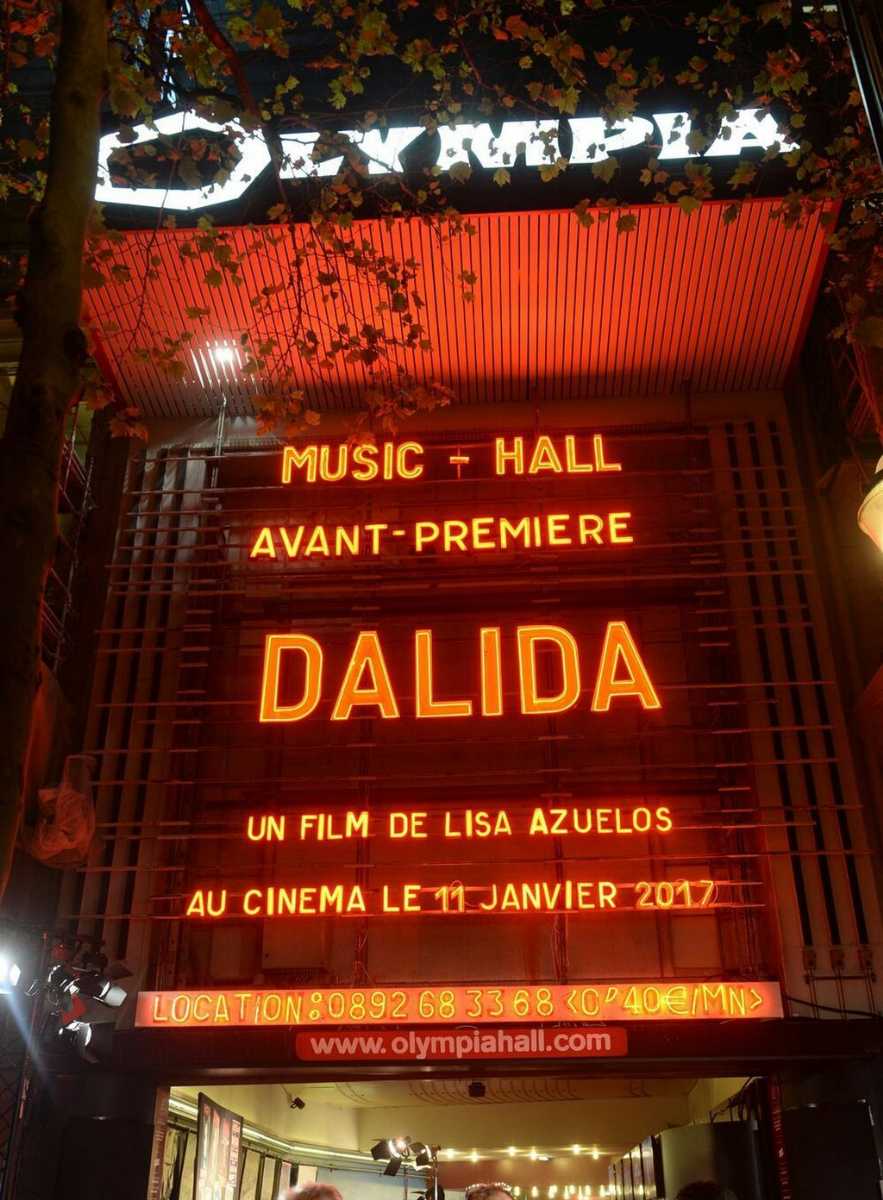 OLYMPIA
MUSIC - HALL
AVANT-PREMIERE
DALIDA
UN FILM DE LISA AZUELOS
AU CINEMA LE 11 JANVIER 2017
LOCATION:0892 68 33 68 <0'40€/MN>
www.olympiahall.com